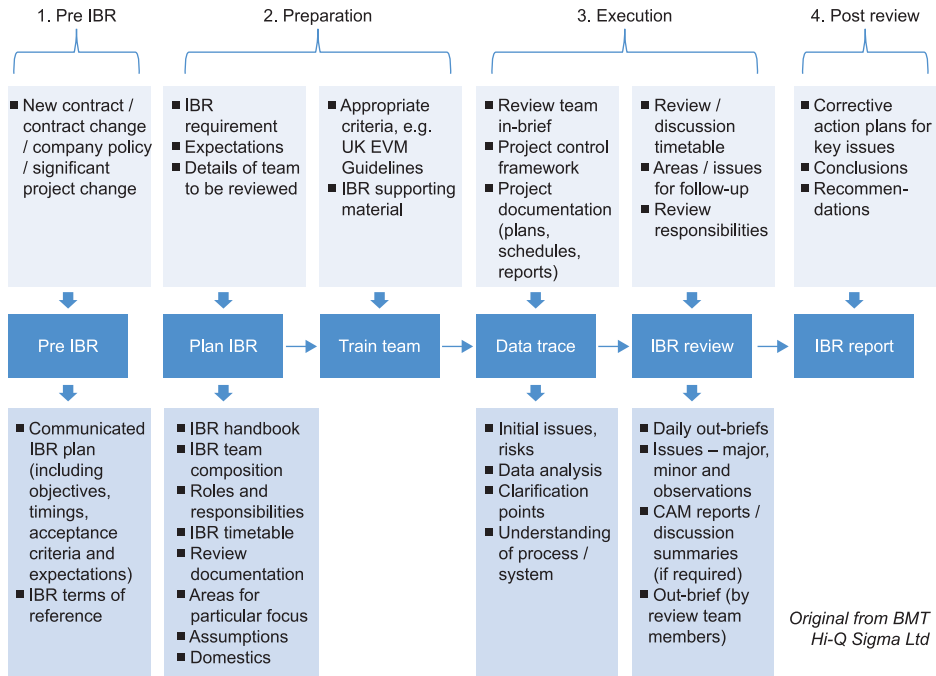 1. Pre IBR
2. Preparation
3. Execution
4. Post review
■ New contract /
contract change
/ company policy
/ significant
project change
■ IBR
requirement
■ Expectations
■ Details of team
to be reviewed
■ Appropriate
criteria, e.g.
UK EVM
Guidelines
■ IBR supporting
material
■ Review team
in-brief
■ Project control
framework
■ Project
documentation
(plans,
schedules,
reports)
■ Review /
discussion
timetable
■ Areas / issues
for follow-up
■ Review
responsibilities
■ Corrective
action plans for
key issues
■ Conclusions
■ Recommen-
dations
Pre IBR
Plan IBR
Train team
Data trace
IBR review
IBR report
■ Communicated
IBR plan
(including
objectives,
timings,
acceptance
criteria and
expectations)
■ IBR terms of
reference
■ IBR handbook
■ IBR team
composition
■ Roles and
responsibilities
■ IBR timetable
■ Review
documentation
■ Areas for
particular focus
■ Assumptions
■ Domestics
■ Initial issues,
risks
■ Data analysis
■ Clarification
points
■ Understanding
of process /
system
■ Daily out-briefs
■ Issues – major,
minor and
observations
■ CAM reports /
discussion
summaries
(if required)
■ Out-brief (by
review team
members)
Original from BMT
Hi-Q Sigma Ltd